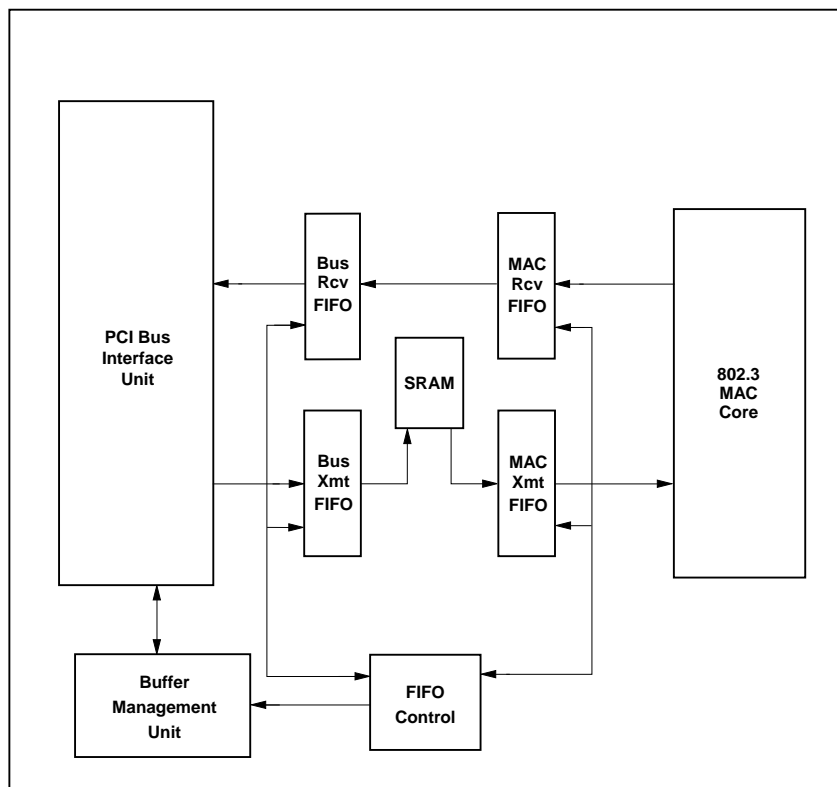 PCI Bus
Interface
Unit
Bus
Rcv
FIFO
MAC
Rcv
FIFO
SRAM
802.3
MAC
Core
Bus
Xmt
FIFO
MAC
Xmt
FIFO
Buffer
Management
Unit
FIFO
Control